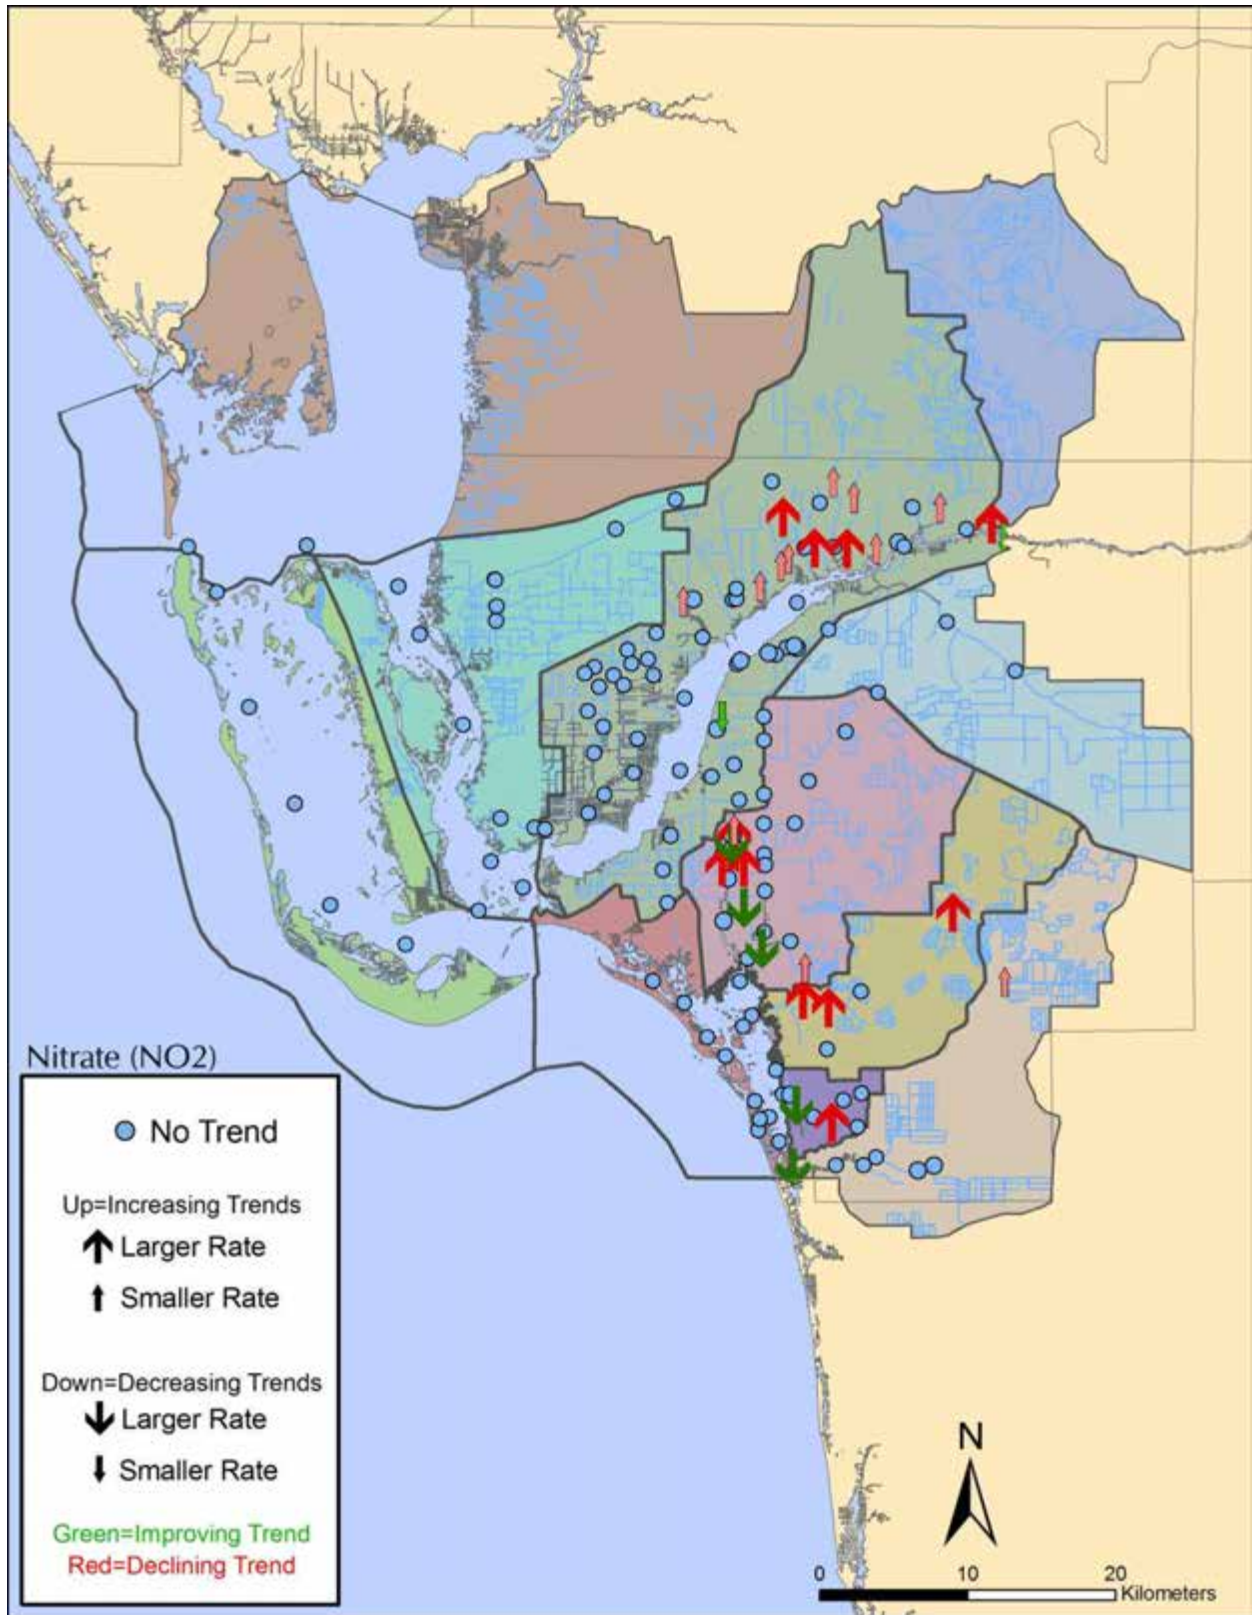 Nitrate (NO2)
No Trend
Up=Increasing Trends
Larger Rate
Smaller Rate
Down=Decreasing Trends
Larger Rate
Smaller Rate
Green=Improving Trend
Red=Declining Trend
N
0 10 20
Kilometers